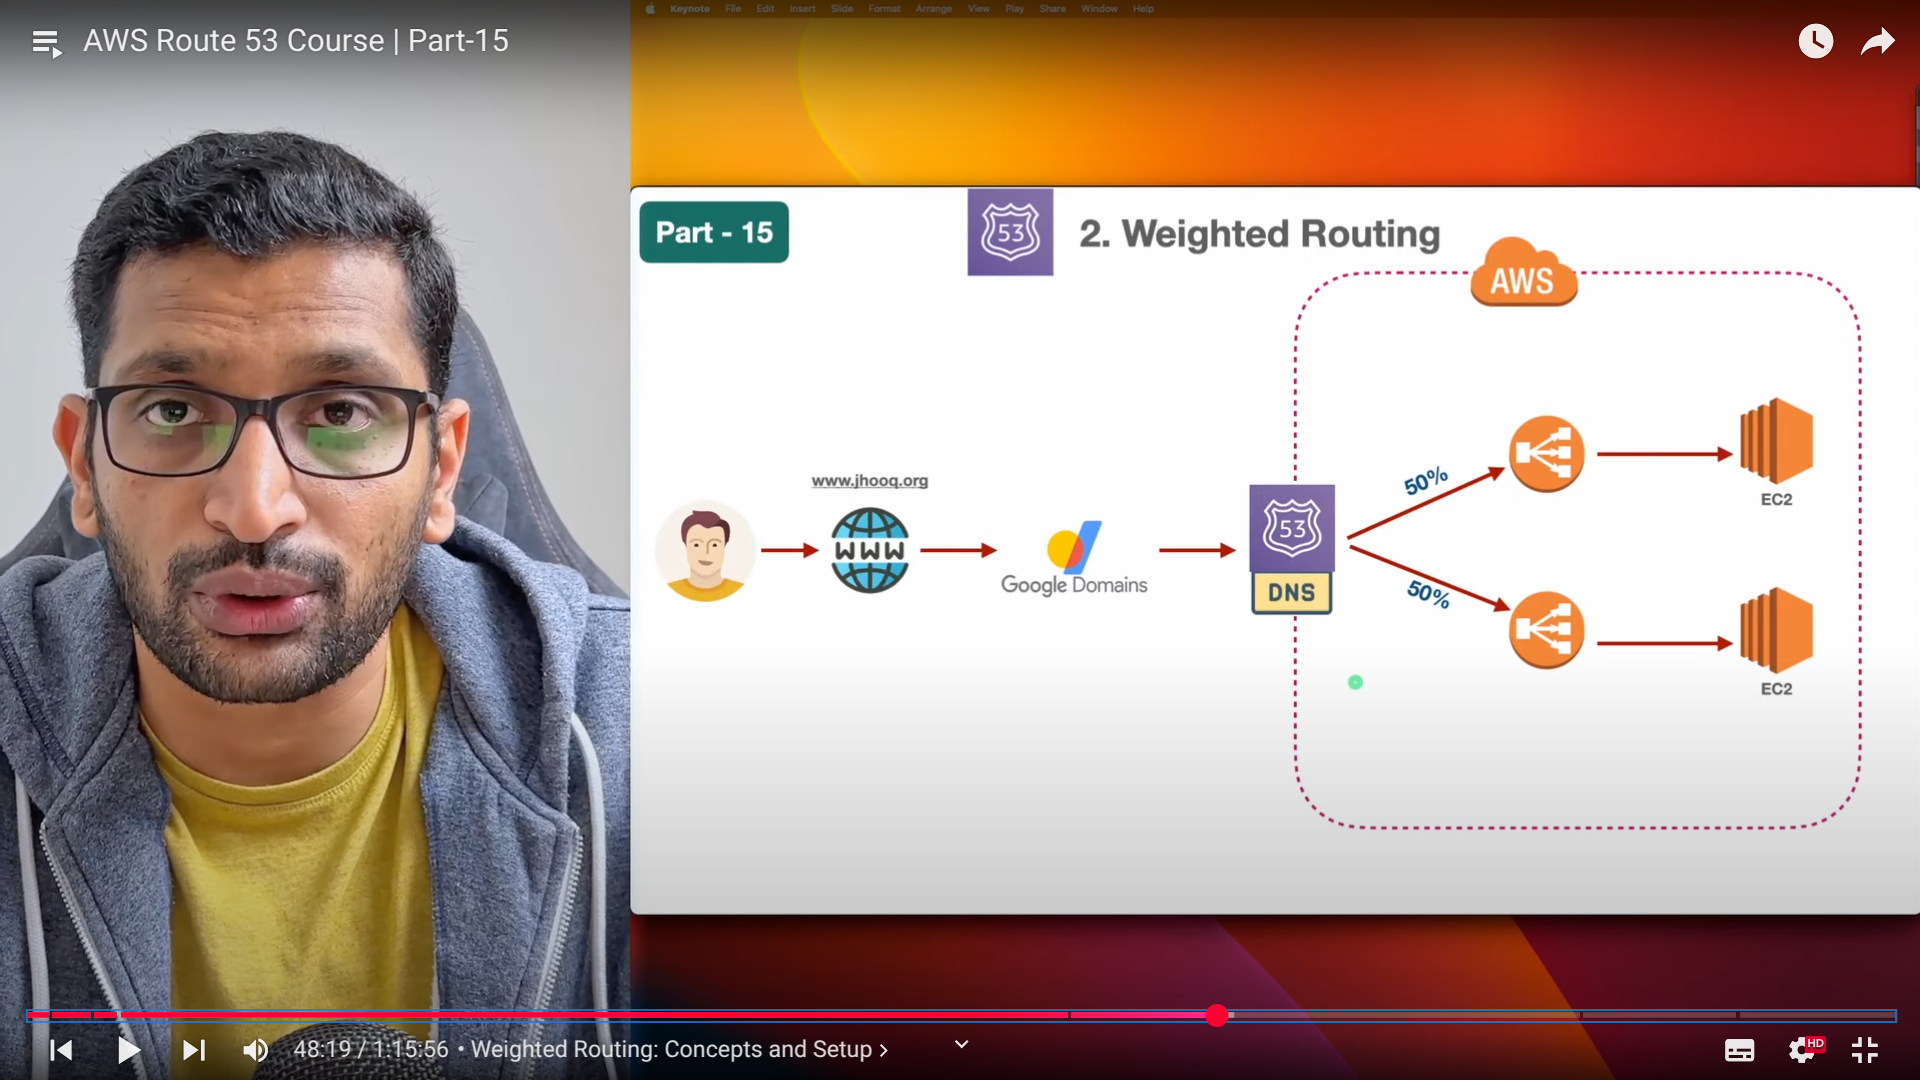 Keynote File Edit Insert Slide Format Arrange View Play Share Window Help
AWS Route 53 Course | Part-15
Part - 15
53
2. Weighted Routing
AWS
www.jhooq.org
WWW
Google Domains
53
DNS
50%
50%
EC2
EC2
48:19 / 1:15:56 • Weighted Routing: Concepts and Setup
HD